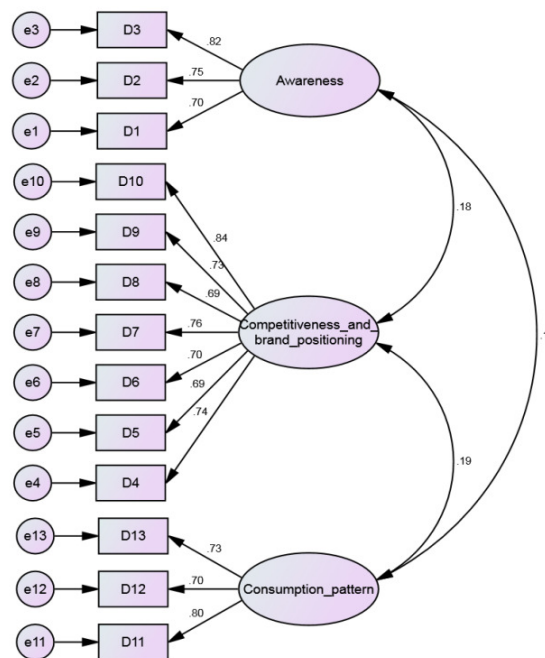 e3
D3
.82
e2
D2
.75
Awareness
e1
D1
.70
e10
D10
.18
e9
D9
.84
.73
e8
D8
.69
e7
D7
.76
Competitiveness_and_
brand_positioning
e6
D6
.70
e5
D5
.69
e4
D4
.74
.19
e13
D13
.73
e12
D12
.70
Consumption_pattern
e11
D11
.80